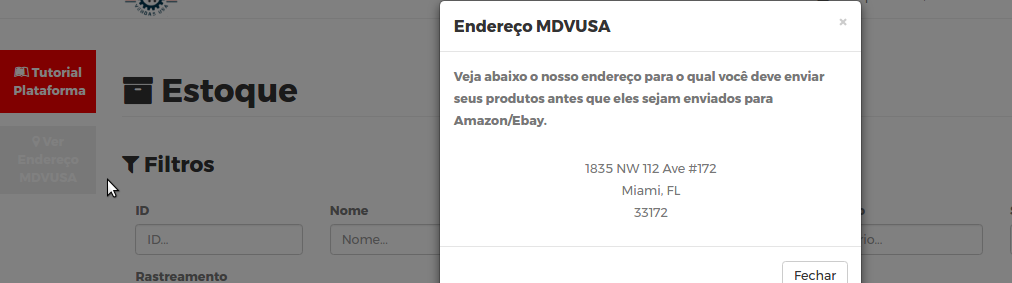 Tutorial
Plataforma
Ver
Endereço
MDVUSA
Estoque
Filtros
ID
Nome
ID...
Nome...
Rastreamento
Endereço MDVUSA
×
Veja abaixo o nosso endereço para o qual você deve enviar
seus produtos antes que eles sejam enviados para
Amazon/Ebay.
1835 NW 112 Ave #172
Miami, FL
33172
Fechar